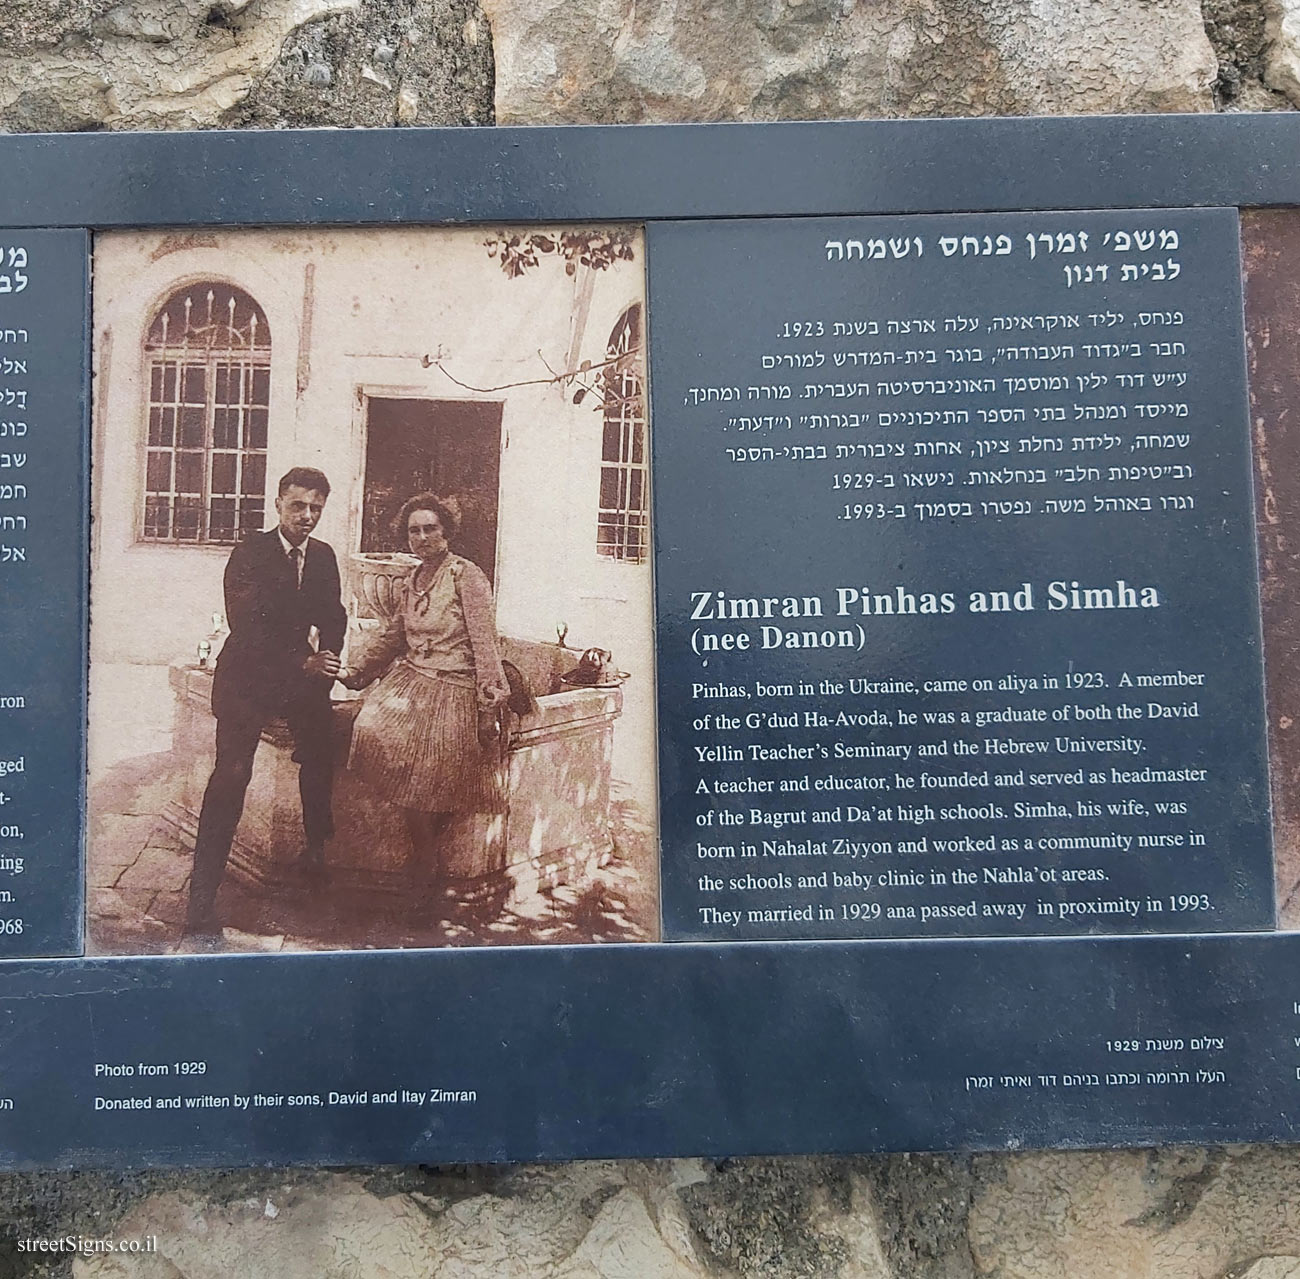 משפ׳ זמרן פנחס ושמחה
לבית דנון
פנחס, יליד אוקראינה, עלה ארצה בשנת 1923.
חבר ב״גדוד העבודה״, בוגר בית-המדרש למורים
ע״ש דוד ילין ומוסמך האוניברסיטה העברית. מורה ומחנך,
מייסד ומנהל בתי הספר התיכוניים ״בגרות״ ו״דעת״.
שמחה, ילידת נחלת ציון, אחות ציבורית בבתי-הספר
וב״טיפות חלב״ בנחלאות. נישאו ב-1929
וגרו באוהל משה. נפטרו בסמוך ב-1993.
Zimran Pinhas and Simha
(nee Danon)
Pinhas, born in the Ukraine, came on aliya in 1923. A member
of the G'dud Ha-Avoda, he was a graduate of both the David
Yellin Teacher's Seminary and the Hebrew University.
A teacher and educator, he founded and served as headmaster
of the Bagrut and Da'at high schools. Simha, his wife, was
born in Nahalat Ziyyon and worked as a community nurse in
the schools and baby clinic in the Nahla'ot areas.
They married in 1929 ana passed away in proximity in 1993.
צילום משנת 1929
העלו תרומה וכתבו בניהם דוד ואיתי זמרן
Photo from 1929
Donated and written by their sons, David and Itay Zimran
streetSigns.co.il